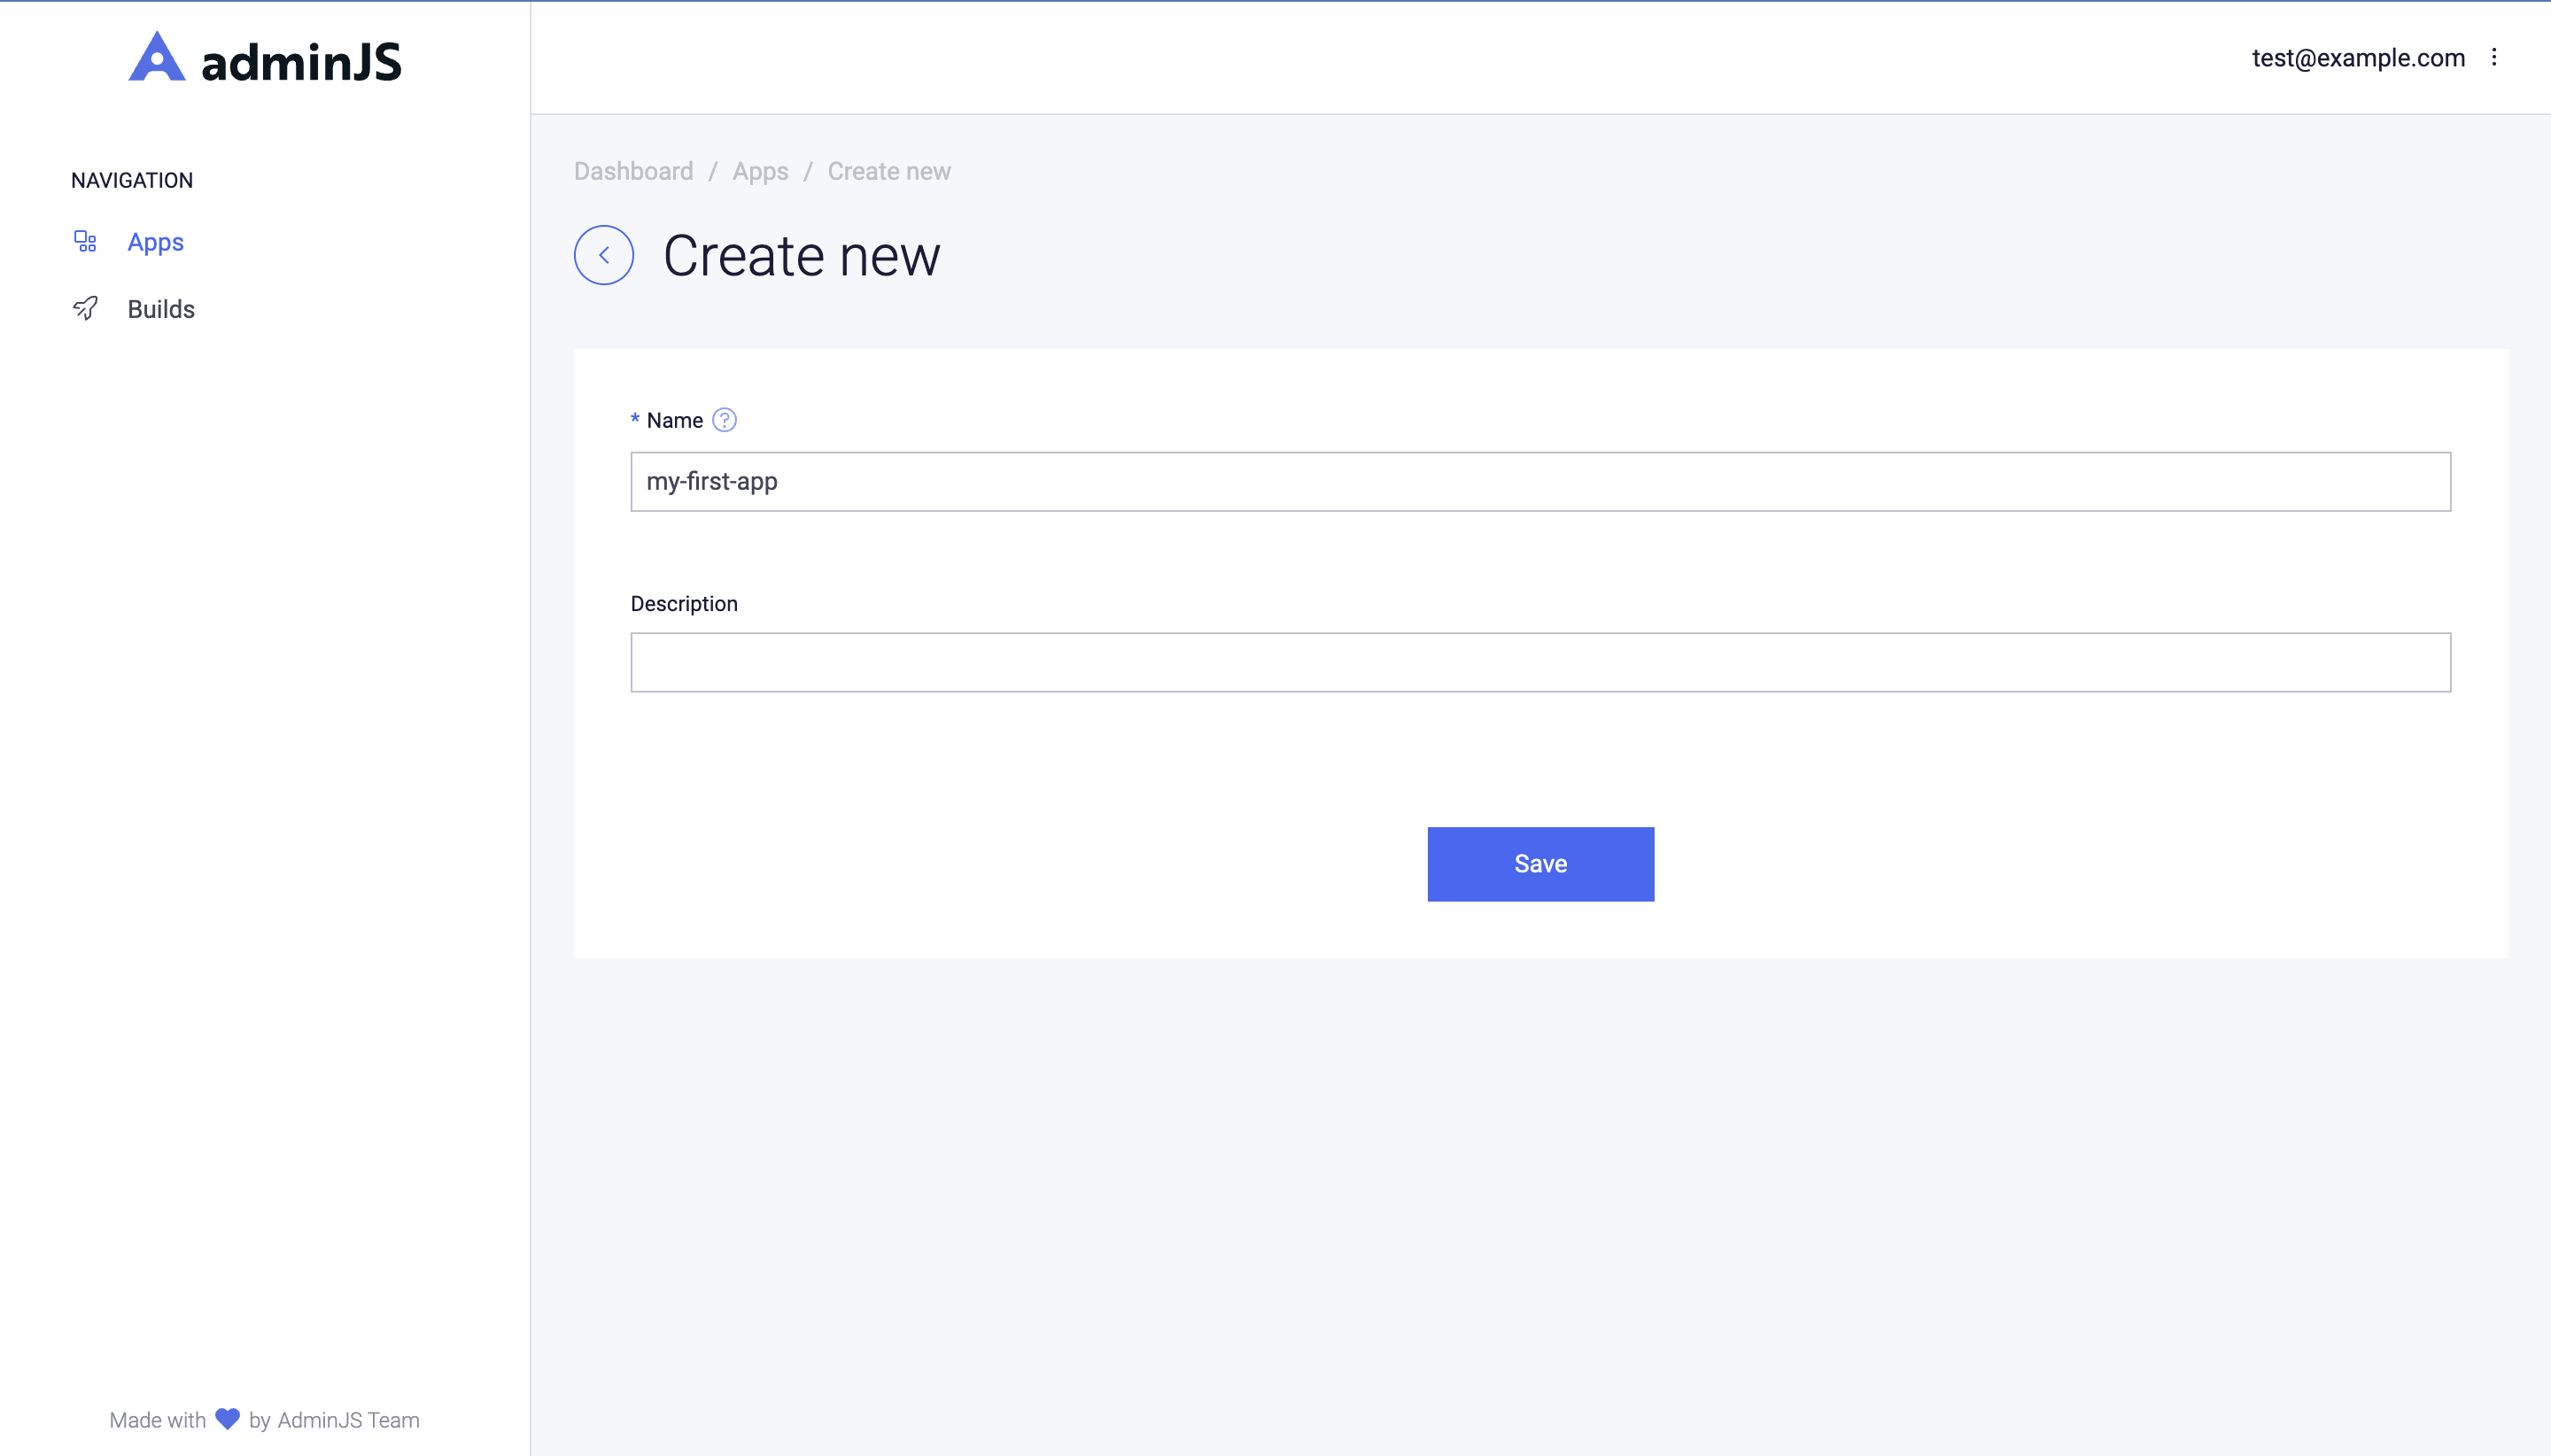 adminJS
test@example.com
NAVIGATION
Apps
Builds
Dashboard / Apps / Create new
Create new
* Name ?
my-first-app
Description
Save
Made with by AdminJS Team